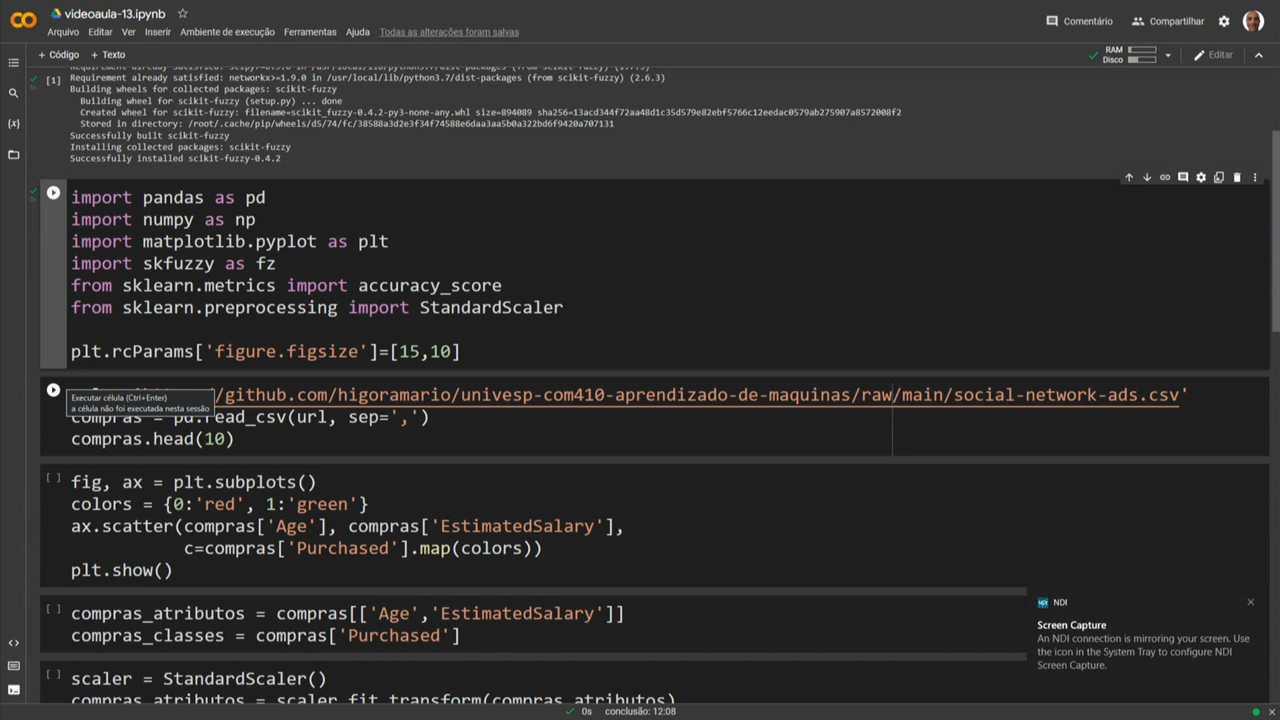 videoaula-13.ipynb
Comentário
Compartilhar
Arquivo Editar Ver Inserir Ambiente de execução Ferramentas Ajuda Todas as alterações foram salvas
+ Código + Texto
RAM
Disco
Editar
[1]
Requirement already satisfied: networkx>=1.9.0 in /usr/local/lib/python3.7/dist-packages (from scikit-fuzzy) (2.6.3)
Building wheels for collected packages: scikit-fuzzy
Building wheel for scikit-fuzzy (setup.py) ... done
Created wheel for scikit-fuzzy: filename=scikit_fuzzy-0.4.2-py3-none-any.whl size=894089 sha256=13acd344f72aa48d1c35d579e82ebf5766c12eedac0579ab275907a8572008f2
Stored in directory: /root/.cache/pip/wheels/d5/74/fc/38588a3d2e3f34f74588e6daa3aa5b0a322bd6f9420a707131
Successfully built scikit-fuzzy
Installing collected packages: scikit-fuzzy
Successfully installed scikit-fuzzy-0.4.2
import pandas as pd
import numpy as np
import matplotlib.pyplot as plt
import skfuzzy as fz
from sklearn.metrics import accuracy_score
from sklearn.preprocessing import StandardScaler
plt.rcParams['figure.figsize']=[15,10]
/github.com/higoramario/univesp-com410-aprendizado-de-maquinas/raw/main/social-network-ads.csv'
Executar célula (Ctrl+Enter)
a célula não foi executada nesta sessão
compras = pd.read_csv(url, sep=',')
compras.head(10)
[ ]
fig, ax = plt.subplots()
colors = {0:'red', 1:'green'}
ax.scatter(compras['Age'], compras['EstimatedSalary'],
c=compras['Purchased'].map(colors))
plt.show()
[ ]
compras_atributos = compras[['Age','EstimatedSalary']]
compras_classes = compras['Purchased']
[ ]
scaler = StandardScaler()
compras_atributos = scaler.fit_transform(compras_atributos)
NDI
Screen Capture
An NDI connection is mirroring your screen. Use
the icon in the System Tray to configure NDI
Screen Capture.
0s conclusão: 12:08